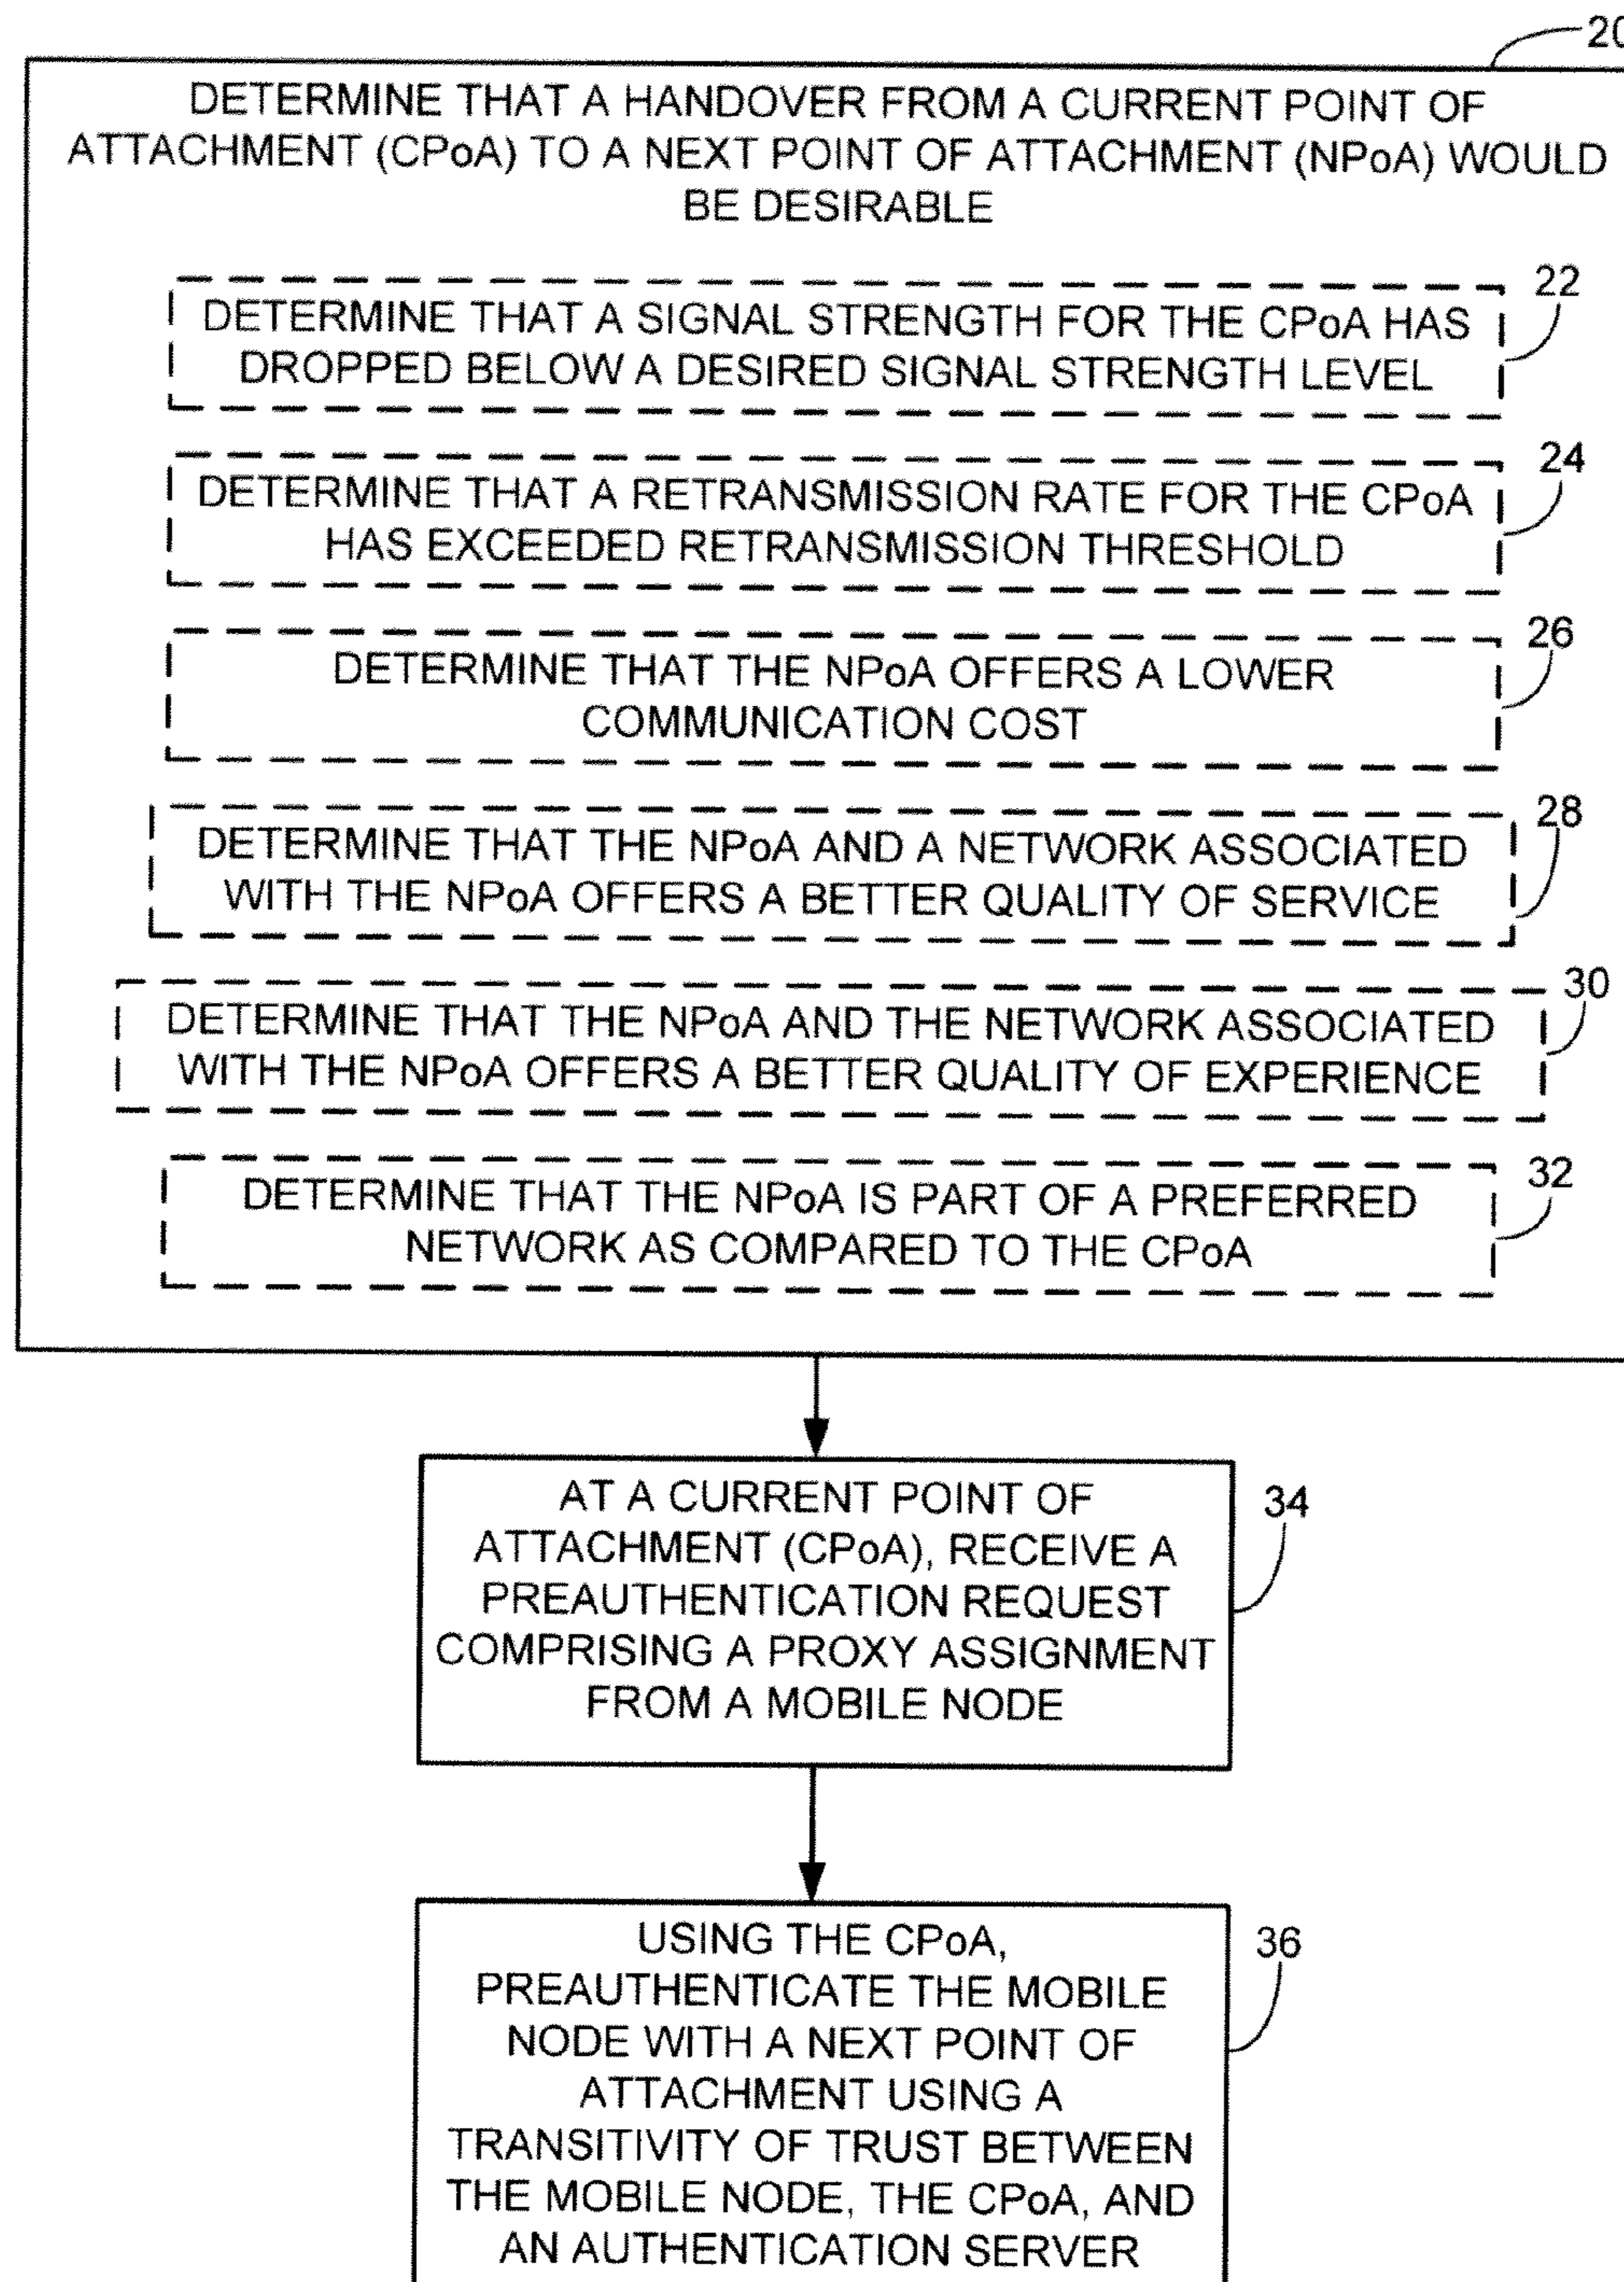 20
DETERMINE THAT A HANDOVER FROM A CURRENT POINT OF
ATTACHMENT (CPoA) TO A NEXT POINT OF ATTACHMENT (NPoA) WOULD
BE DESIRABLE
22
DETERMINE THAT A SIGNAL STRENGTH FOR THE CPoA HAS
DROPPED BELOW A DESIRED SIGNAL STRENGTH LEVEL
24
DETERMINE THAT A RETRANSMISSION RATE FOR THE CPoA
HAS EXCEEDED RETRANSMISSION THRESHOLD
26
DETERMINE THAT THE NPoA OFFERS A LOWER
COMMUNICATION COST
28
DETERMINE THAT THE NPoA AND A NETWORK ASSOCIATED
WITH THE NPoA OFFERS A BETTER QUALITY OF SERVICE
30
DETERMINE THAT THE NPoA AND THE NETWORK ASSOCIATED
WITH THE NPoA OFFERS A BETTER QUALITY OF EXPERIENCE
32
DETERMINE THAT THE NPoA IS PART OF A PREFERRED
NETWORK AS COMPARED TO THE CPoA
AT A CURRENT POINT OF
34
ATTACHMENT (CPoA), RECEIVE A
PREAUTHENTICATION REQUEST
COMPRISING A PROXY ASSIGNMENT
FROM A MOBILE NODE
USING THE CPoA,
36
PREAUTHENTICATE THE MOBILE
NODE WITH A NEXT POINT OF
ATTACHMENT USING A
TRANSITIVITY OF TRUST BETWEEN
THE MOBILE NODE, THE CPoA, AND
AN AUTHENTICATION SERVER